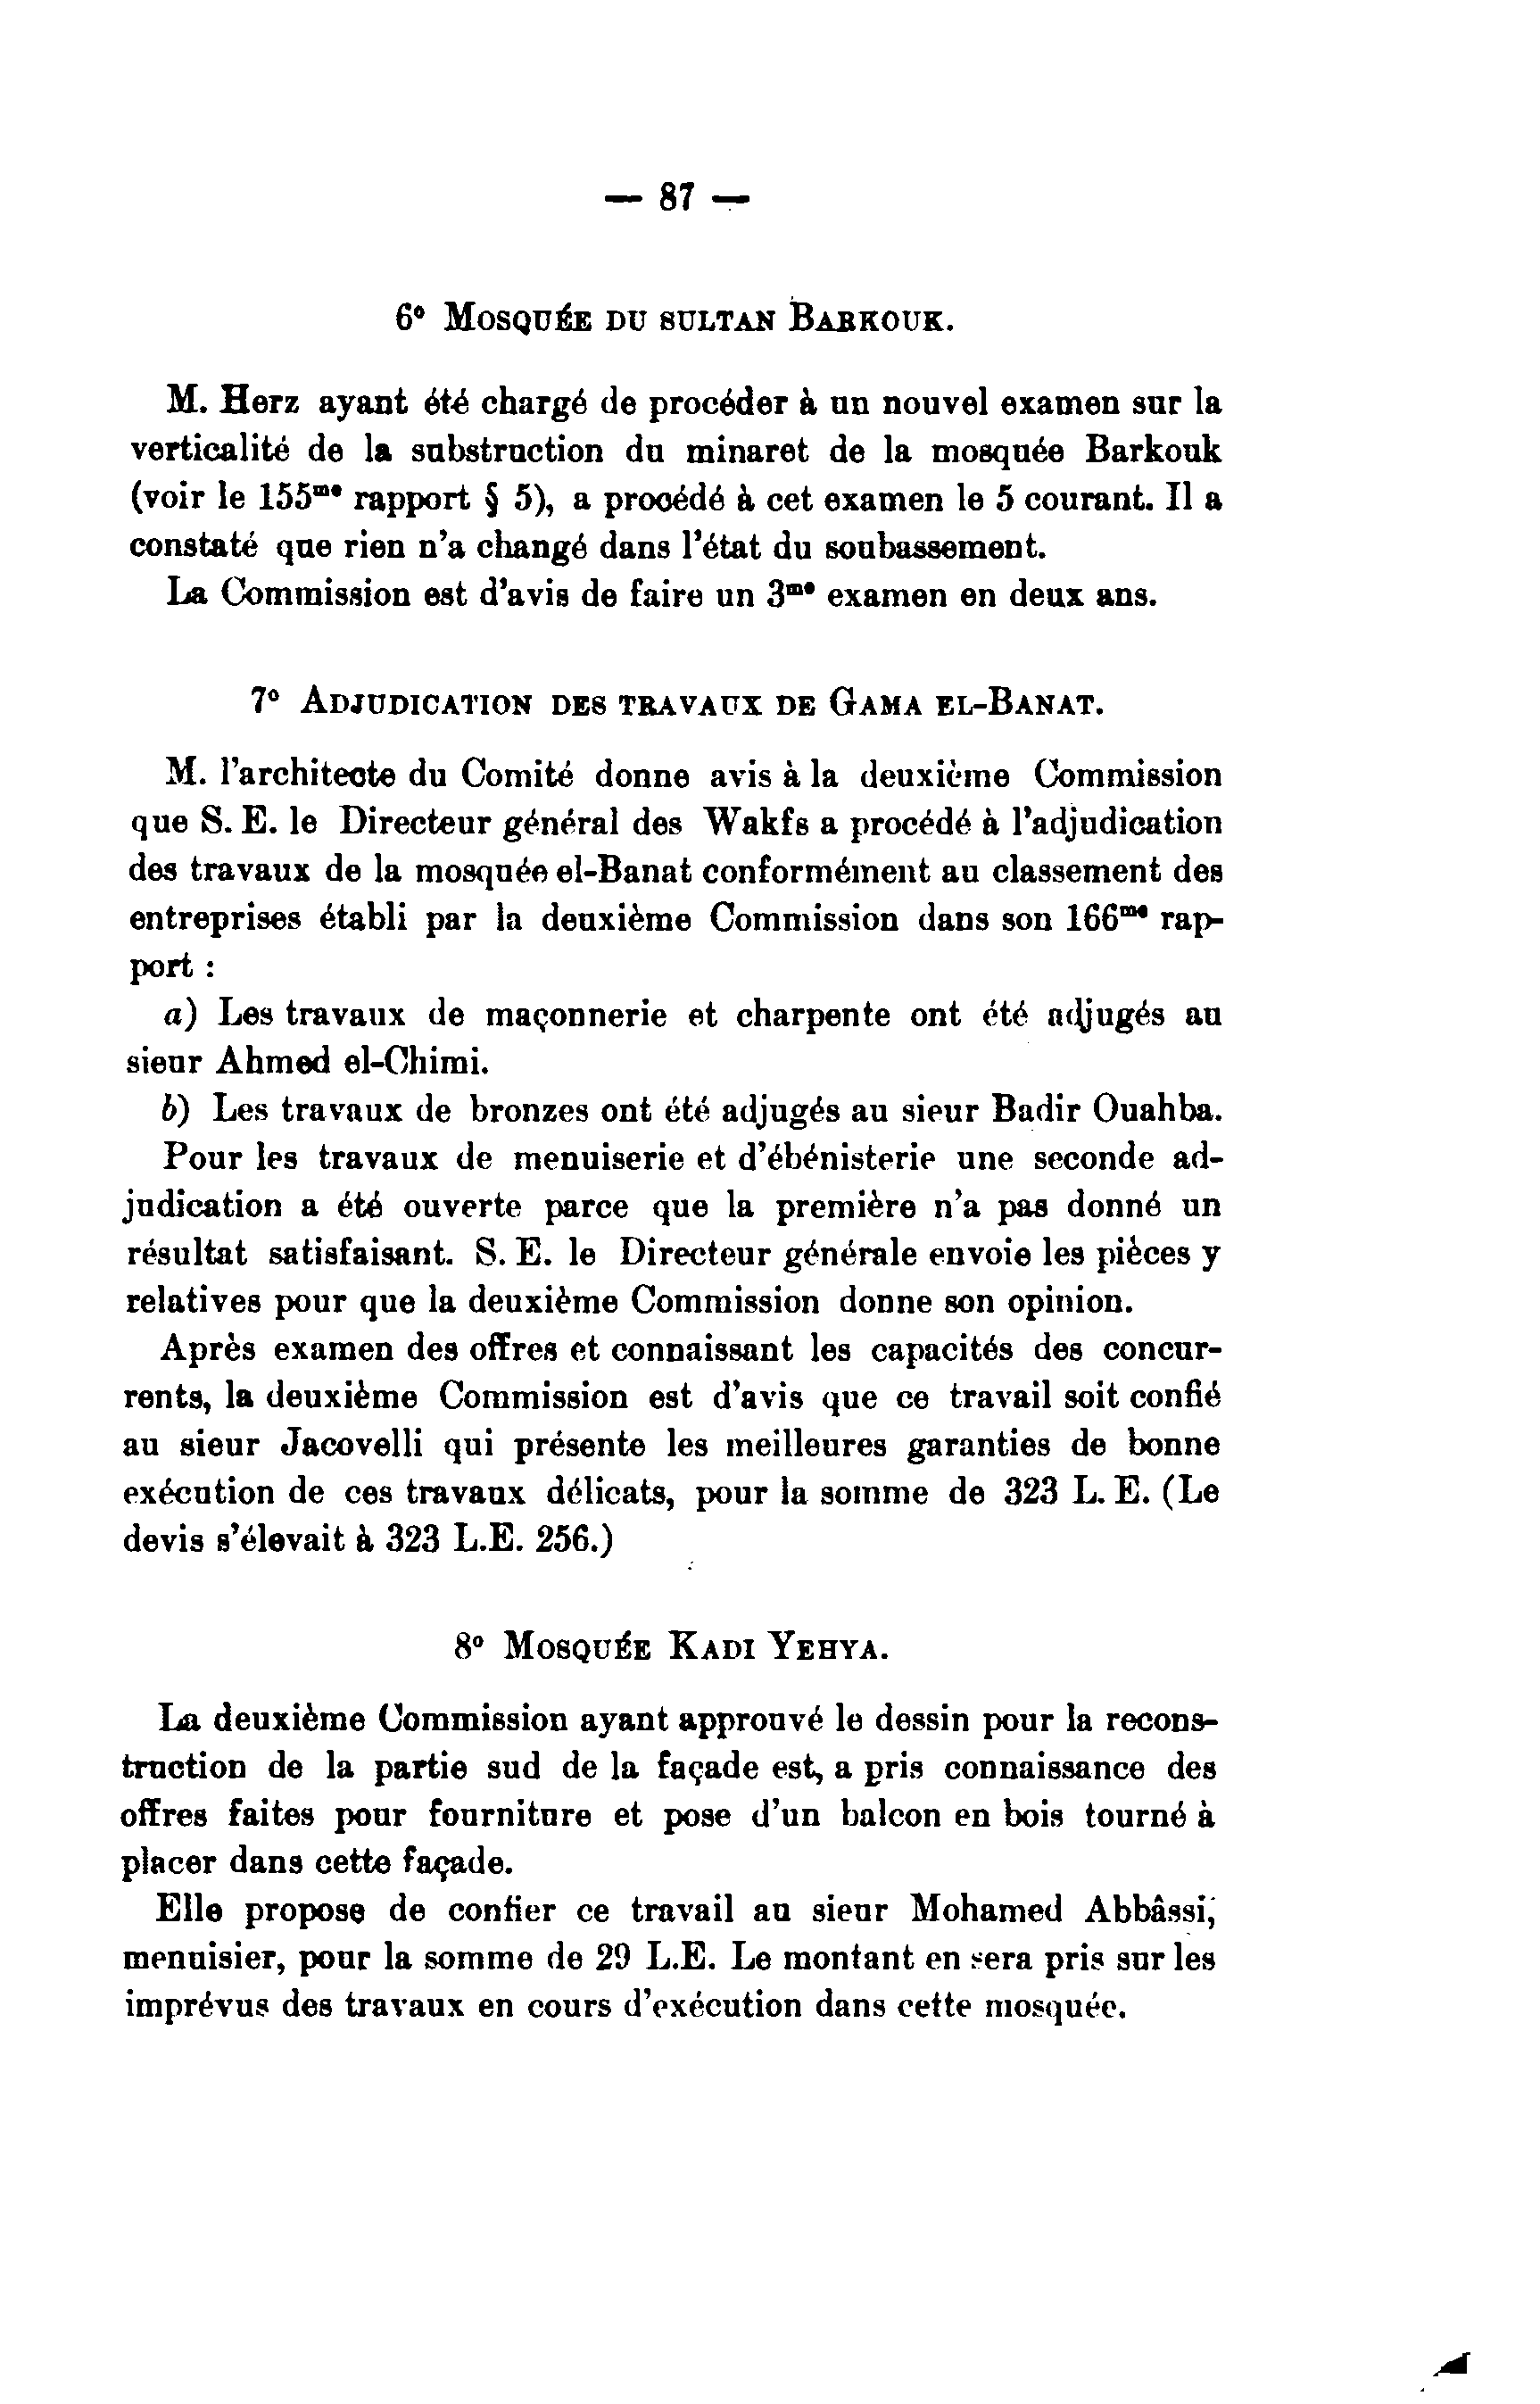 — 87 —
6° MOSQUÉE DU SULTAN BARKOUK.
M. Herz ayant été chargé de procéder à un nouvel examen sur la
verticalité de la substruction du minaret de la mosquée Barkouk
(voir le 155me rapport § 5), a procédé à cet examen le 5 courant. Il a
constaté que rien n'a changé dans l'état du soubassement.
La Commission est d'avis de faire un 3me examen en deux ans.
7° ADJUDICATION DES TRAVAUX DE GAMA EL-BANAT.
M. l'architecte du Comité donne avis à la deuxième Commission
que S. E. le Directeur général des Wakfs a procédé à l'adjudication
des travaux de la mosquée el-Banat conformément au classement des
entreprises établi par la deuxième Commission dans son 166me rap-
port :
a) Les travaux de maçonnerie et charpente ont été adjugés au
sieur Ahmed el-Chimi.
b) Les travaux de bronzes ont été adjugés au sieur Badir Ouahba.
Pour les travaux de menuiserie et d'ébénisterie une seconde ad-
judication a été ouverte parce que la première n'a pas donné un
résultat satisfaisant. S. E. le Directeur générale envoie les pièces y
relatives pour que la deuxième Commission donne son opinion.
Après examen des offres et connaissant les capacités des concur-
rents, la deuxième Commission est d'avis que ce travail soit confié
au sieur Jacovelli qui présente les meilleures garanties de bonne
exécution de ces travaux délicats, pour la somme de 323 L. E. (Le
devis s'élevait à 323 L.E. 256.)
8° MOSQUÉE KADI YEHYA.
La deuxième Commission ayant approuvé le dessin pour la recons-
truction de la partie sud de la façade est, a pris connaissance des
offres faites pour fourniture et pose d'un balcon en bois tourné à
placer dans cette façade.
Elle propose de confier ce travail au sieur Mohamed Abbâssi,
menuisier, pour la somme de 29 L.E. Le montant en sera pris sur les
imprévus des travaux en cours d'exécution dans cette mosquée.